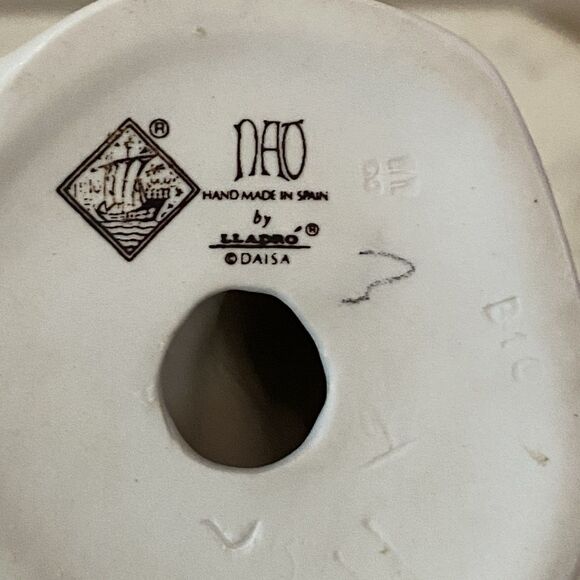 ®
NAO
HAND MADE IN SPAIN
by
LLADRÓ®
©DAISA